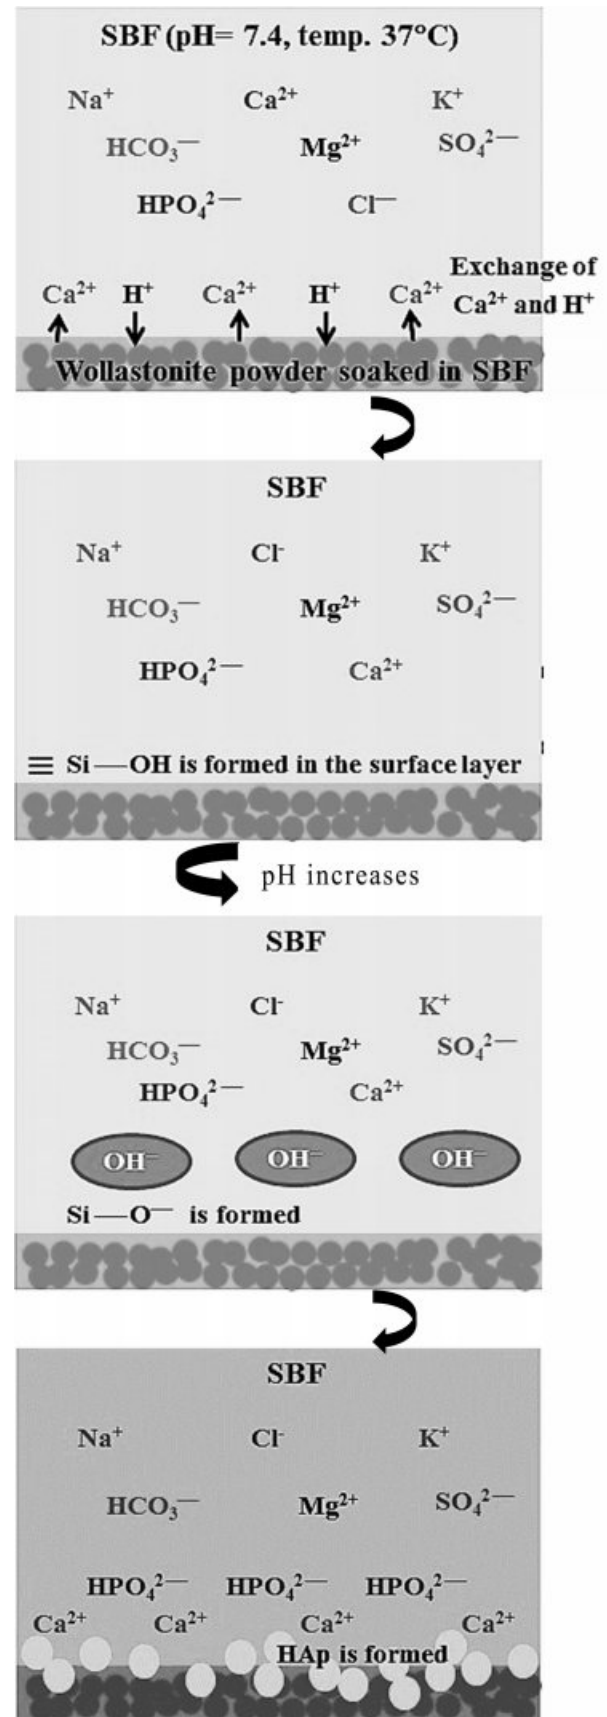 SBF (pH= 7.4, temp. 37°C)
Na⁺ Ca²⁺ K⁺
HCO₃— Mg²⁺ SO₄²—
HPO₄²— Cl—
Exchange of
Ca²⁺ H⁺ Ca²⁺ H⁺ Ca²⁺ Ca²⁺ and H⁺
Wollastonite powder soaked in SBF
SBF
Na⁺ Cl⁻ K⁺
HCO₃— Mg²⁺ SO₄²—
HPO₄²— Ca²⁺
≡ Si—OH is formed in the surface layer
pH increases
SBF
Na⁺ Cl⁻ K⁺
HCO₃— Mg²⁺ SO₄²—
HPO₄²— Ca²⁺
OH— OH— OH—
Si—O— is formed
SBF
Na⁺ Cl⁻ K⁺
HCO₃— Mg²⁺ SO₄²—
HPO₄²— HPO₄²— HPO₄²—
Ca²⁺ Ca²⁺ Ca²⁺ Ca²⁺
HAp is formed